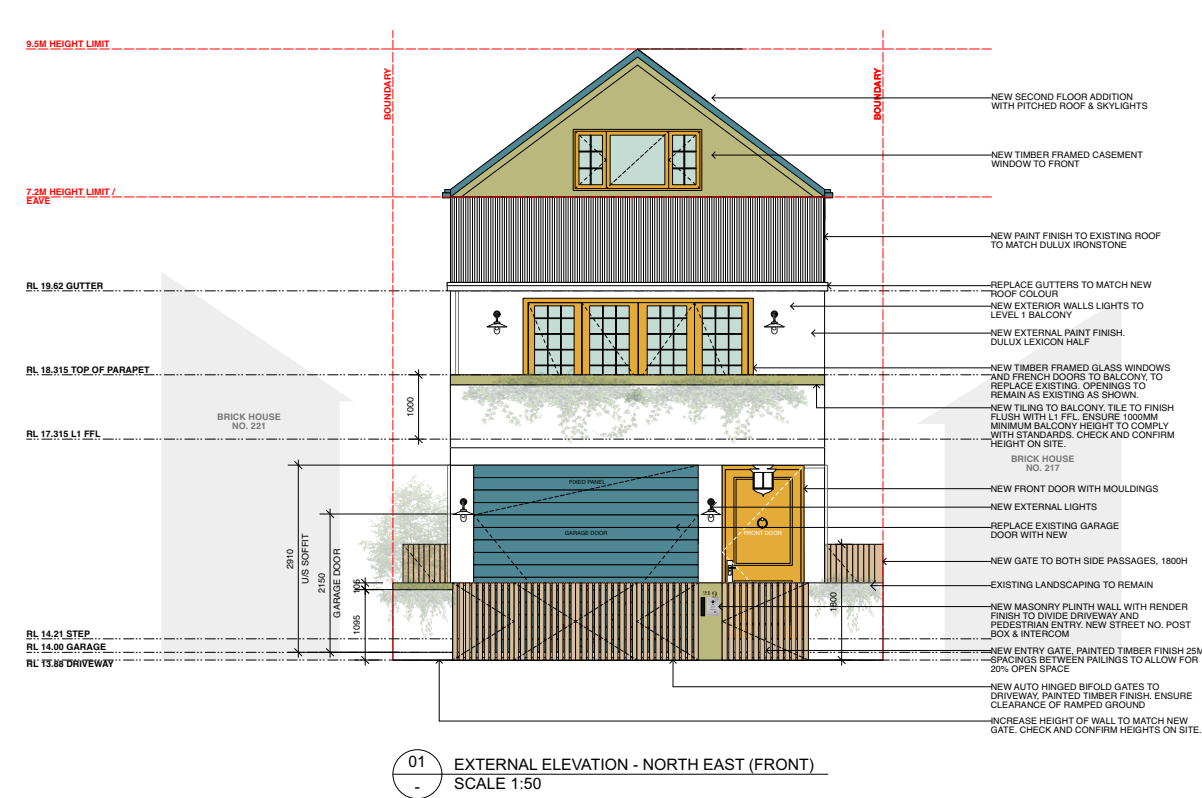 9.5M HEIGHT LIMIT
BOUNDARY
BOUNDARY
NEW SECOND FLOOR ADDITION
WITH PITCHED ROOF & SKYLIGHTS
NEW TIMBER FRAMED CASEMENT
WINDOW TO FRONT
7.2M HEIGHT LIMIT /
EAVE
NEW PAINT FINISH TO EXISTING ROOF
TO MATCH DULUX IRONSTONE
RL 19.62 GUTTER
REPLACE GUTTERS TO MATCH NEW
ROOF COLOUR
NEW EXTERIOR WALLS LIGHTS TO
LEVEL 1 BALCONY
NEW EXTERNAL PAINT FINISH.
DULUX LEXICON HALF
RL 18.315 TOP OF PARAPET
NEW TIMBER FRAMED GLASS WINDOWS
AND FRENCH DOORS TO BALCONY, TO
REPLACE EXISTING. OPENINGS TO
REMAIN AS EXISTING AS SHOWN.
1000
NEW TILING TO BALCONY. TILE TO FINISH
FLUSH WITH L1 FFL. ENSURE 1000MM
MINIMUM BALCONY HEIGHT TO COMPLY
WITH STANDARDS. CHECK AND CONFIRM
HEIGHT ON SITE.
BRICK HOUSE
NO. 221
RL 17.315 L1 FFL
BRICK HOUSE
NO. 217
FIXED PANEL
NEW FRONT DOOR WITH MOULDINGS
NEW EXTERNAL LIGHTS
GARAGE DOOR
FRONT DOOR
REPLACE EXISTING GARAGE
DOOR WITH NEW
2910
U/S SOFFIT
2150
GARAGE DOOR
NEW GATE TO BOTH SIDE PASSAGES, 1800H
EXISTING LANDSCAPING TO REMAIN
1095
219
1800
NEW MASONRY PLINTH WALL WITH RENDER
FINISH TO DIVIDE DRIVEWAY AND
PEDESTRIAN ENTRY. NEW STREET NO. POST
BOX & INTERCOM
RL 14.21 STEP
RL 14.00 GARAGE
RL 13.88 DRIVEWAY
NEW ENTRY GATE, PAINTED TIMBER FINISH 25M
SPACINGS BETWEEN PAILINGS TO ALLOW FOR
20% OPEN SPACE
NEW AUTO HINGED BIFOLD GATES TO
DRIVEWAY, PAINTED TIMBER FINISH. ENSURE
CLEARANCE OF RAMPED GROUND
INCREASE HEIGHT OF WALL TO MATCH NEW
GATE. CHECK AND CONFIRM HEIGHTS ON SITE.
01
-
EXTERNAL ELEVATION - NORTH EAST (FRONT)
SCALE 1:50